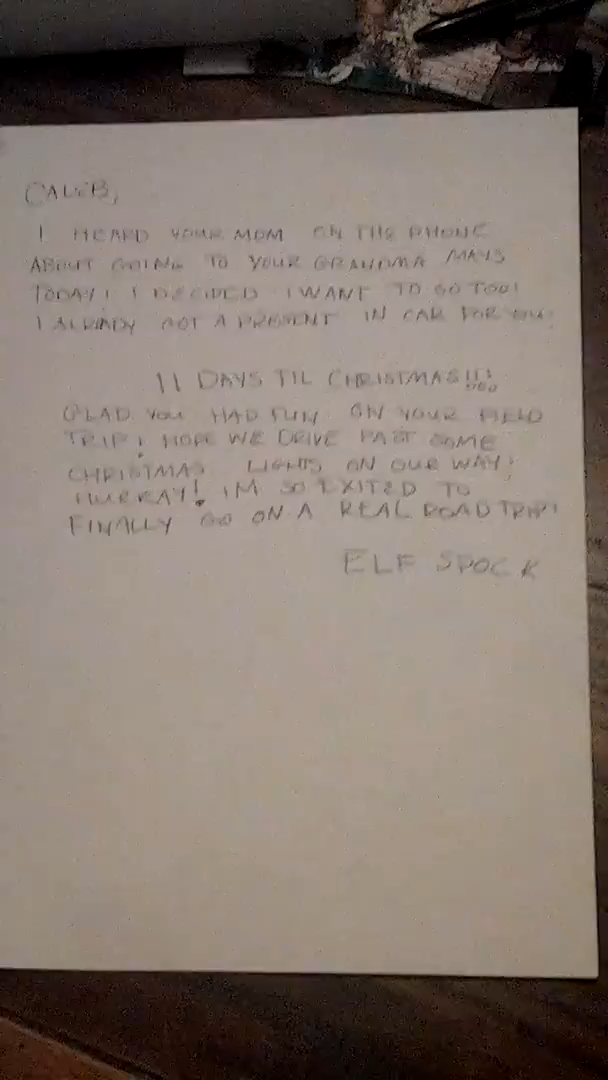 CALEB,
I HEARD YOUR MOM ON THE PHONE
ABOUT GOING TO YOUR GRANDMA MAYS
TODAY! I DECIDED I WANT TO GO TOO!
I ALREADY GOT A PRESENT IN CAR FOR YOU!
11 DAYS TIL CHRISTMAS!!!
GLAD YOU HAD FUN ON YOUR FIELD
TRIP! HOPE WE DRIVE PAST SOME
CHRISTMAS LIGHTS ON OUR WAY!
HURRAY! IM SO EXITED TO
FINALLY GO ON A REAL ROAD TRIP!
ELF SPOCK